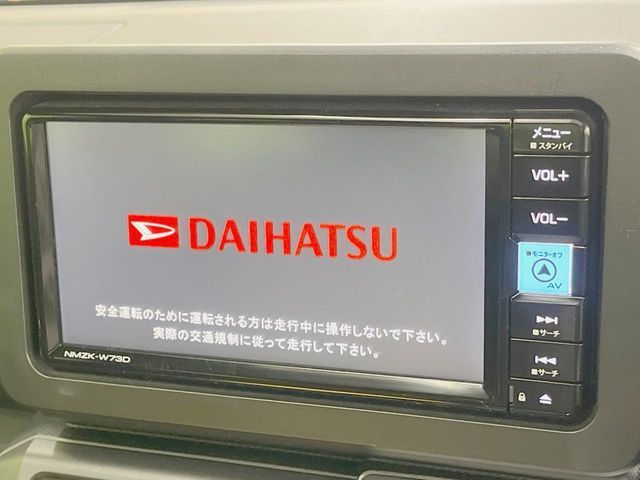 DAIHATSU
安全運転のために運転される方は走行中に操作しないで下さい。
実際の交通規制に従って走行して下さい。
NMZK-W73D
メニュー
スタンバイ
VOL+
VOL−
モニターオフ
AV
サーチ
サーチ